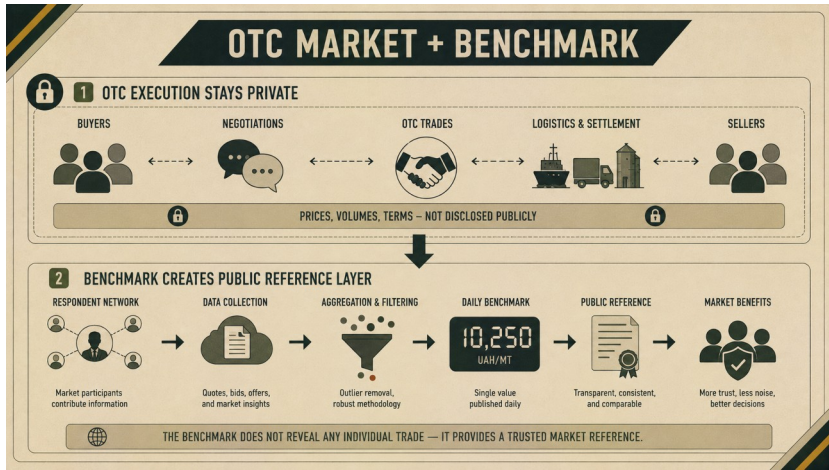 OTC MARKET + BENCHMARK
1 OTC EXECUTION STAYS PRIVATE
BUYERS
NEGOTIATIONS
OTC TRADES
LOGISTICS & SETTLEMENT
SELLERS
PRICES, VOLUMES, TERMS – NOT DISCLOSED PUBLICLY
2 BENCHMARK CREATES PUBLIC REFERENCE LAYER
RESPONDENT NETWORK
Market participants
contribute information
DATA COLLECTION
Quotes, bids, offers,
and market insights
AGGREGATION & FILTERING
Outlier removal,
robust methodology
DAILY BENCHMARK
10,250
UAH/MT
Single value
published daily
PUBLIC REFERENCE
Transparent, consistent,
and comparable
MARKET BENEFITS
More trust, less noise,
better decisions
THE BENCHMARK DOES NOT REVEAL ANY INDIVIDUAL TRADE — IT PROVIDES A TRUSTED MARKET REFERENCE.